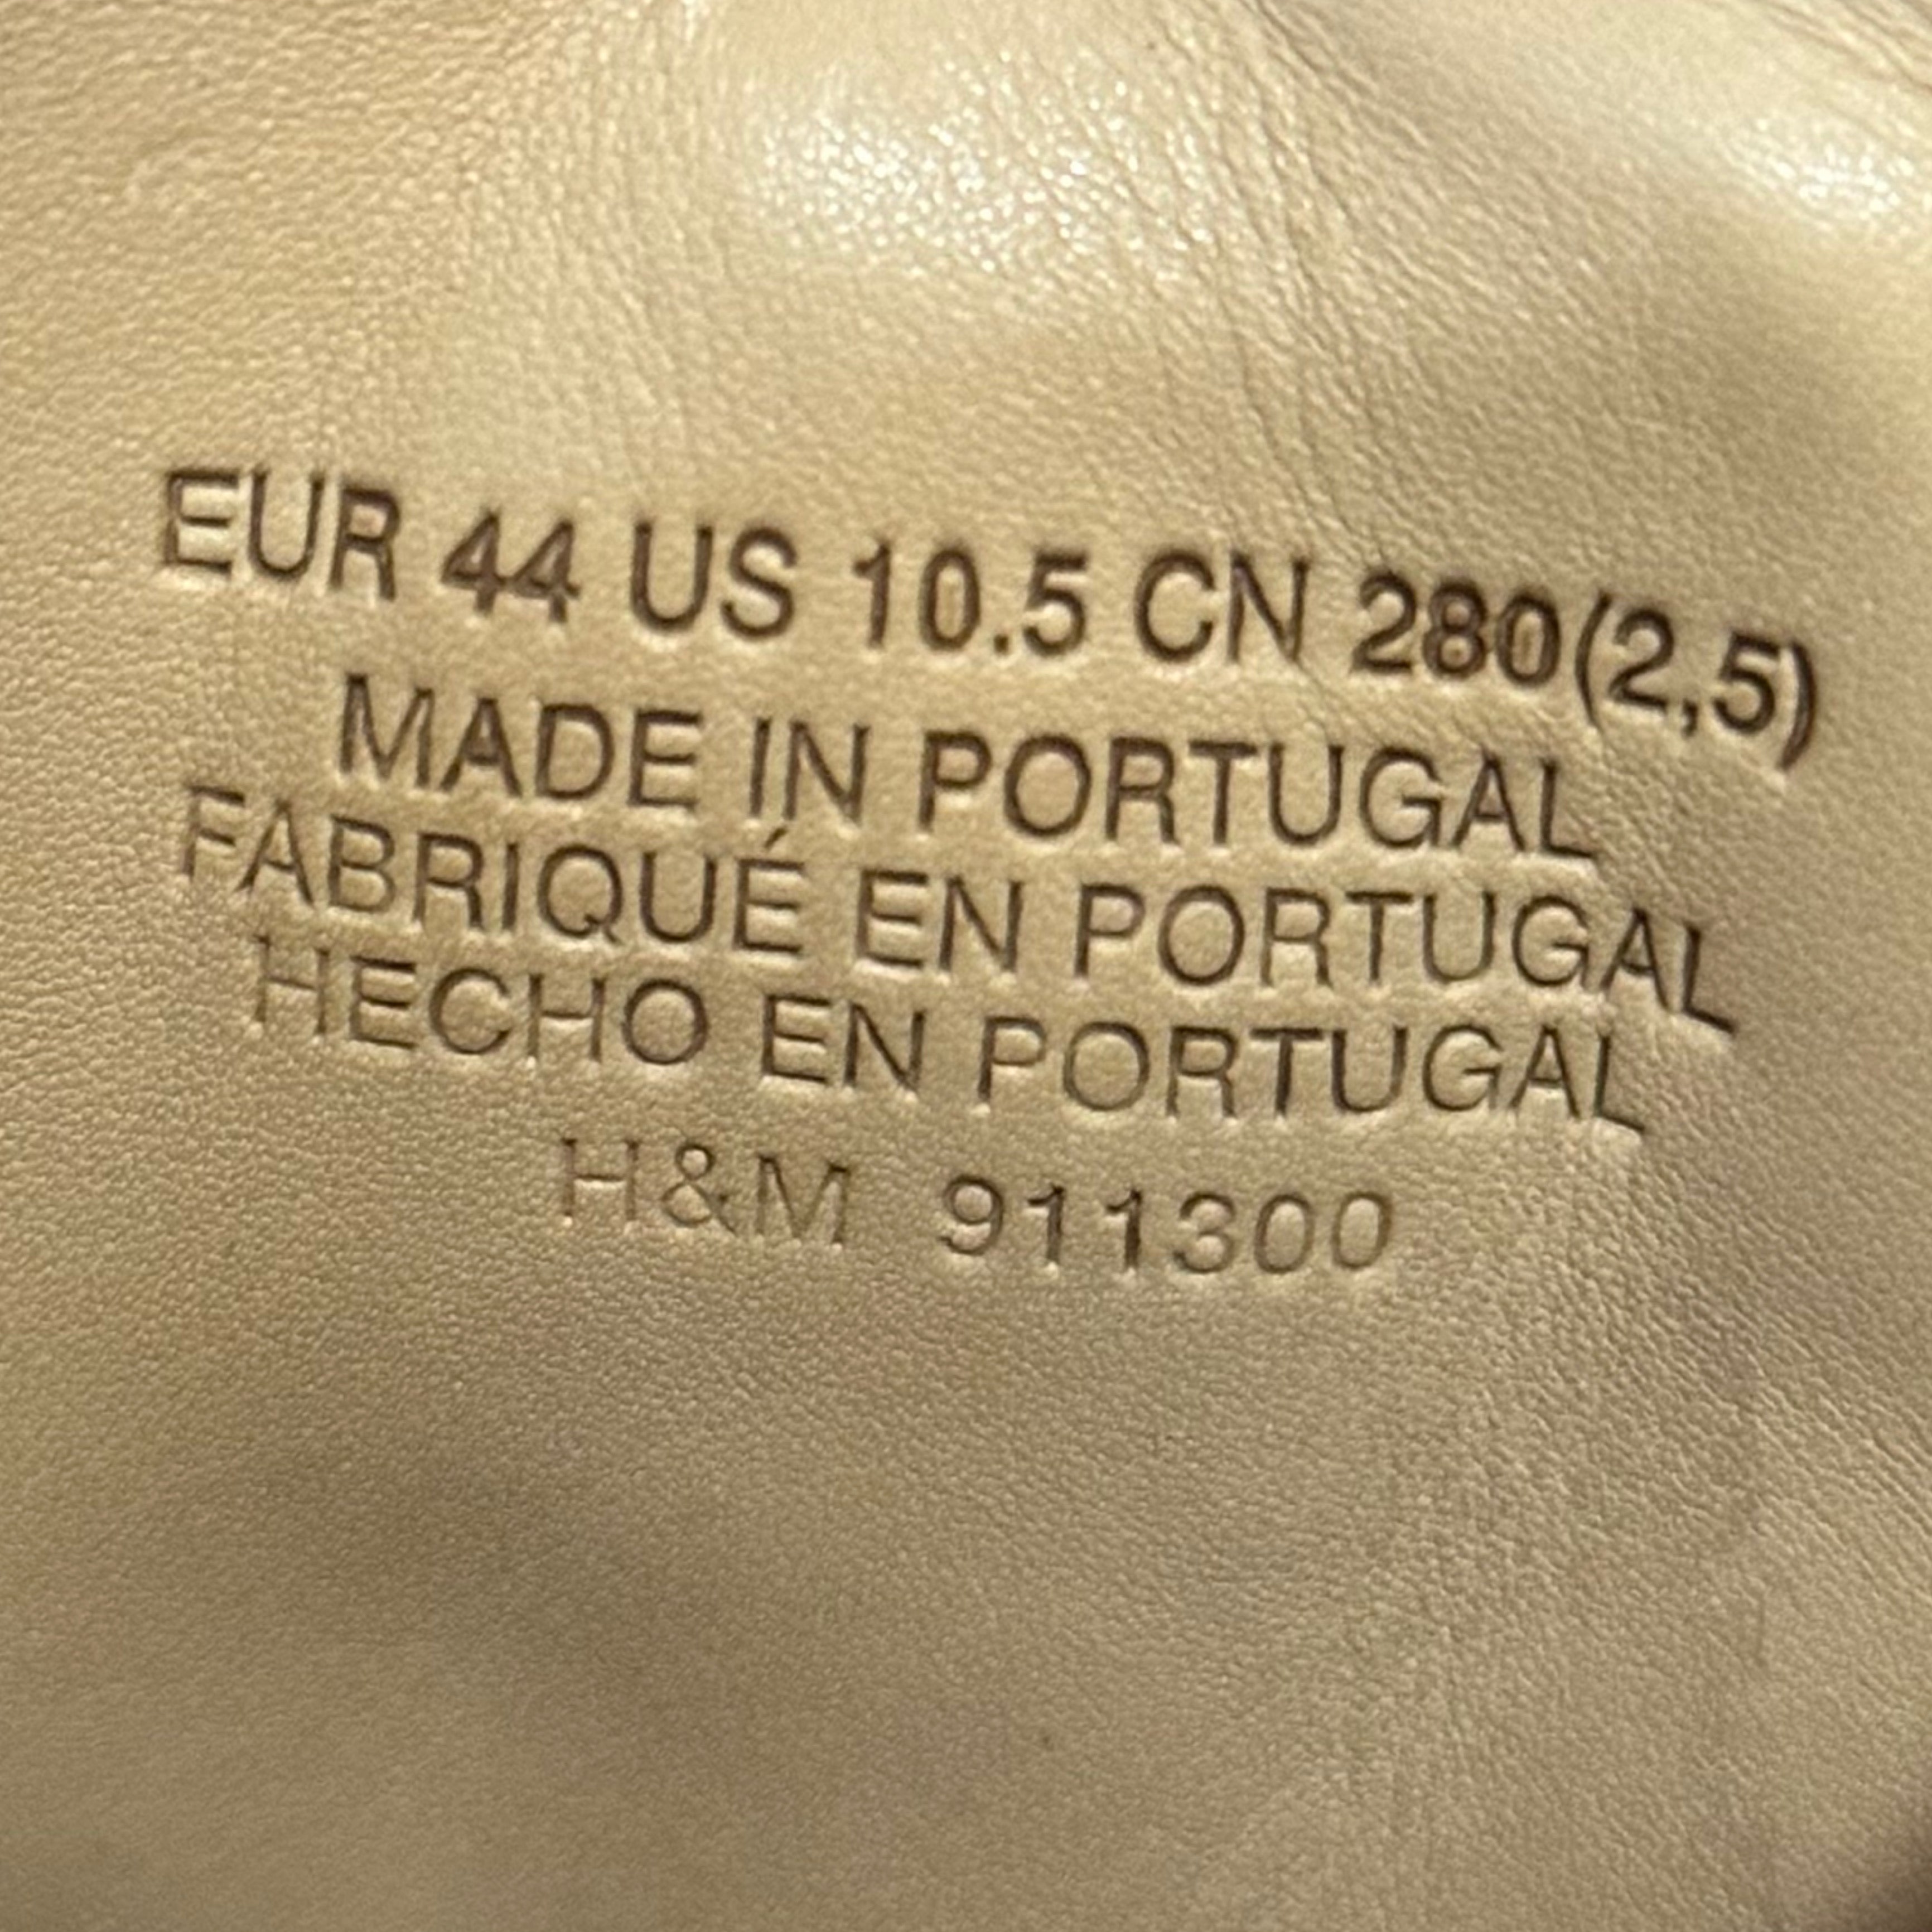 EUR 44 US 10.5 CN 280(2,5)
MADE IN PORTUGAL
FABRIQUÉ EN PORTUGAL
HECHO EN PORTUGAL
H&M 911300